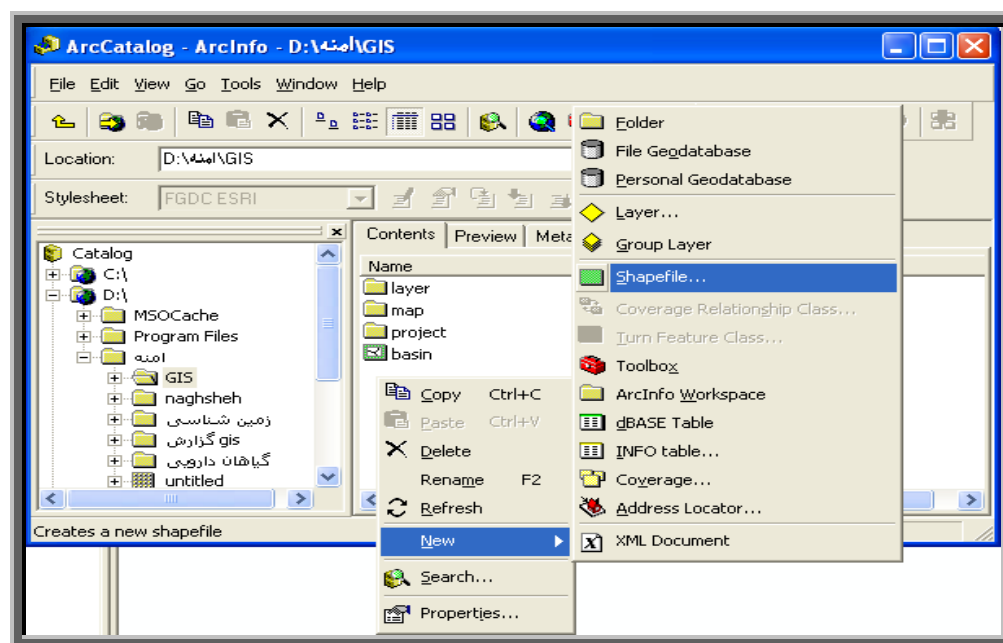 ArcCatalog - ArcInfo - D:\امنه\GIS
File Edit View Go Tools Window Help
Location: D:\امنه\GIS
Stylesheet: FGDC ESRI
Catalog
C:\
D:\
MSOCache
Program Files
امنه
GIS
naghsheh
زمین شناسی
گزارش gis
گیاهان دارویی
untitled
Contents Preview Meta
Name
layer
map
project
basin
Copy Ctrl+C
Paste Ctrl+V
Delete
Rename F2
Refresh
New
Search...
Properties...
Folder
File Geodatabase
Personal Geodatabase
Layer...
Group Layer
Shapefile...
Coverage Relationship Class...
Turn Feature Class...
Toolbox
ArcInfo Workspace
dBASE Table
INFO table...
Coverage...
Address Locator...
XML Document
Creates a new shapefile